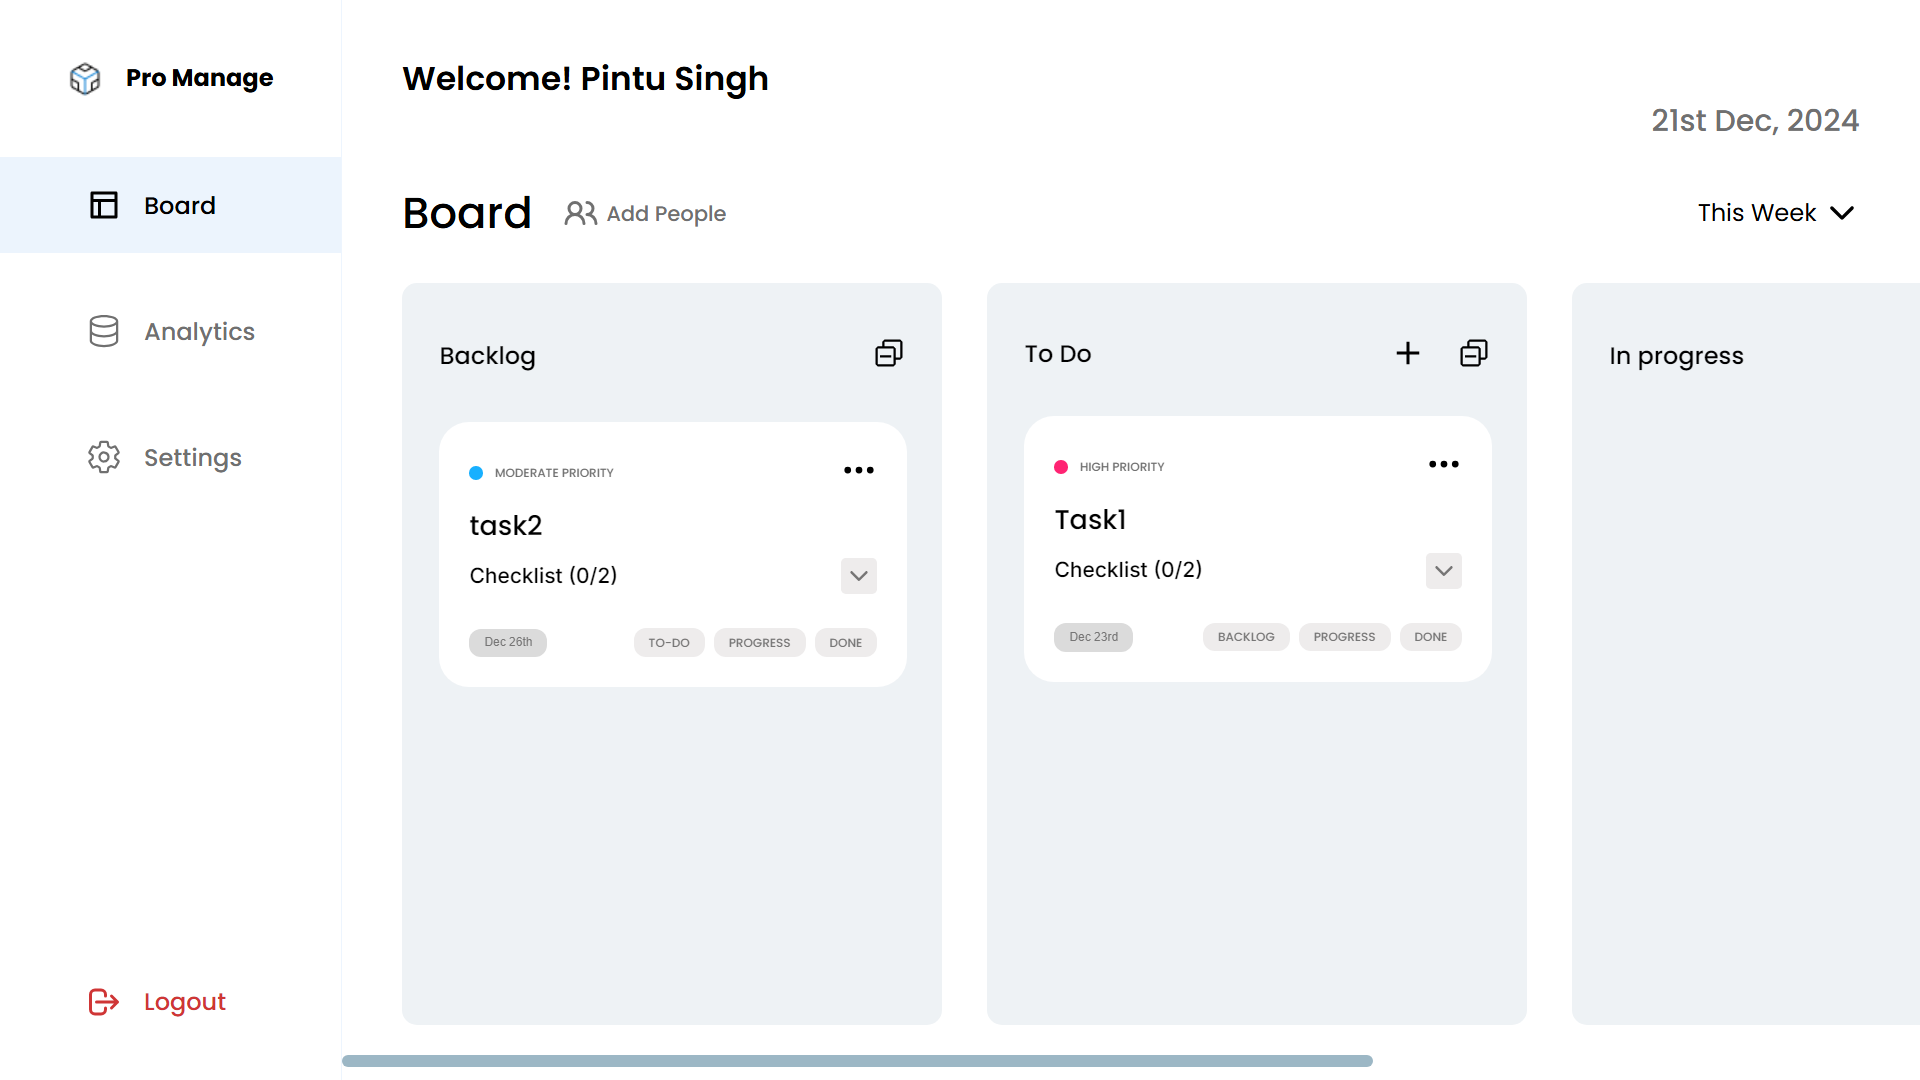 Pro Manage
Board
Analytics
Settings
Logout
Welcome! Pintu Singh
21st Dec, 2024
Board
Add People
This Week
Backlog
MODERATE PRIORITY
task2
Checklist (0/2)
Dec 26th TO-DO PROGRESS DONE
To Do
HIGH PRIORITY
Task1
Checklist (0/2)
Dec 23rd BACKLOG PROGRESS DONE
In progress